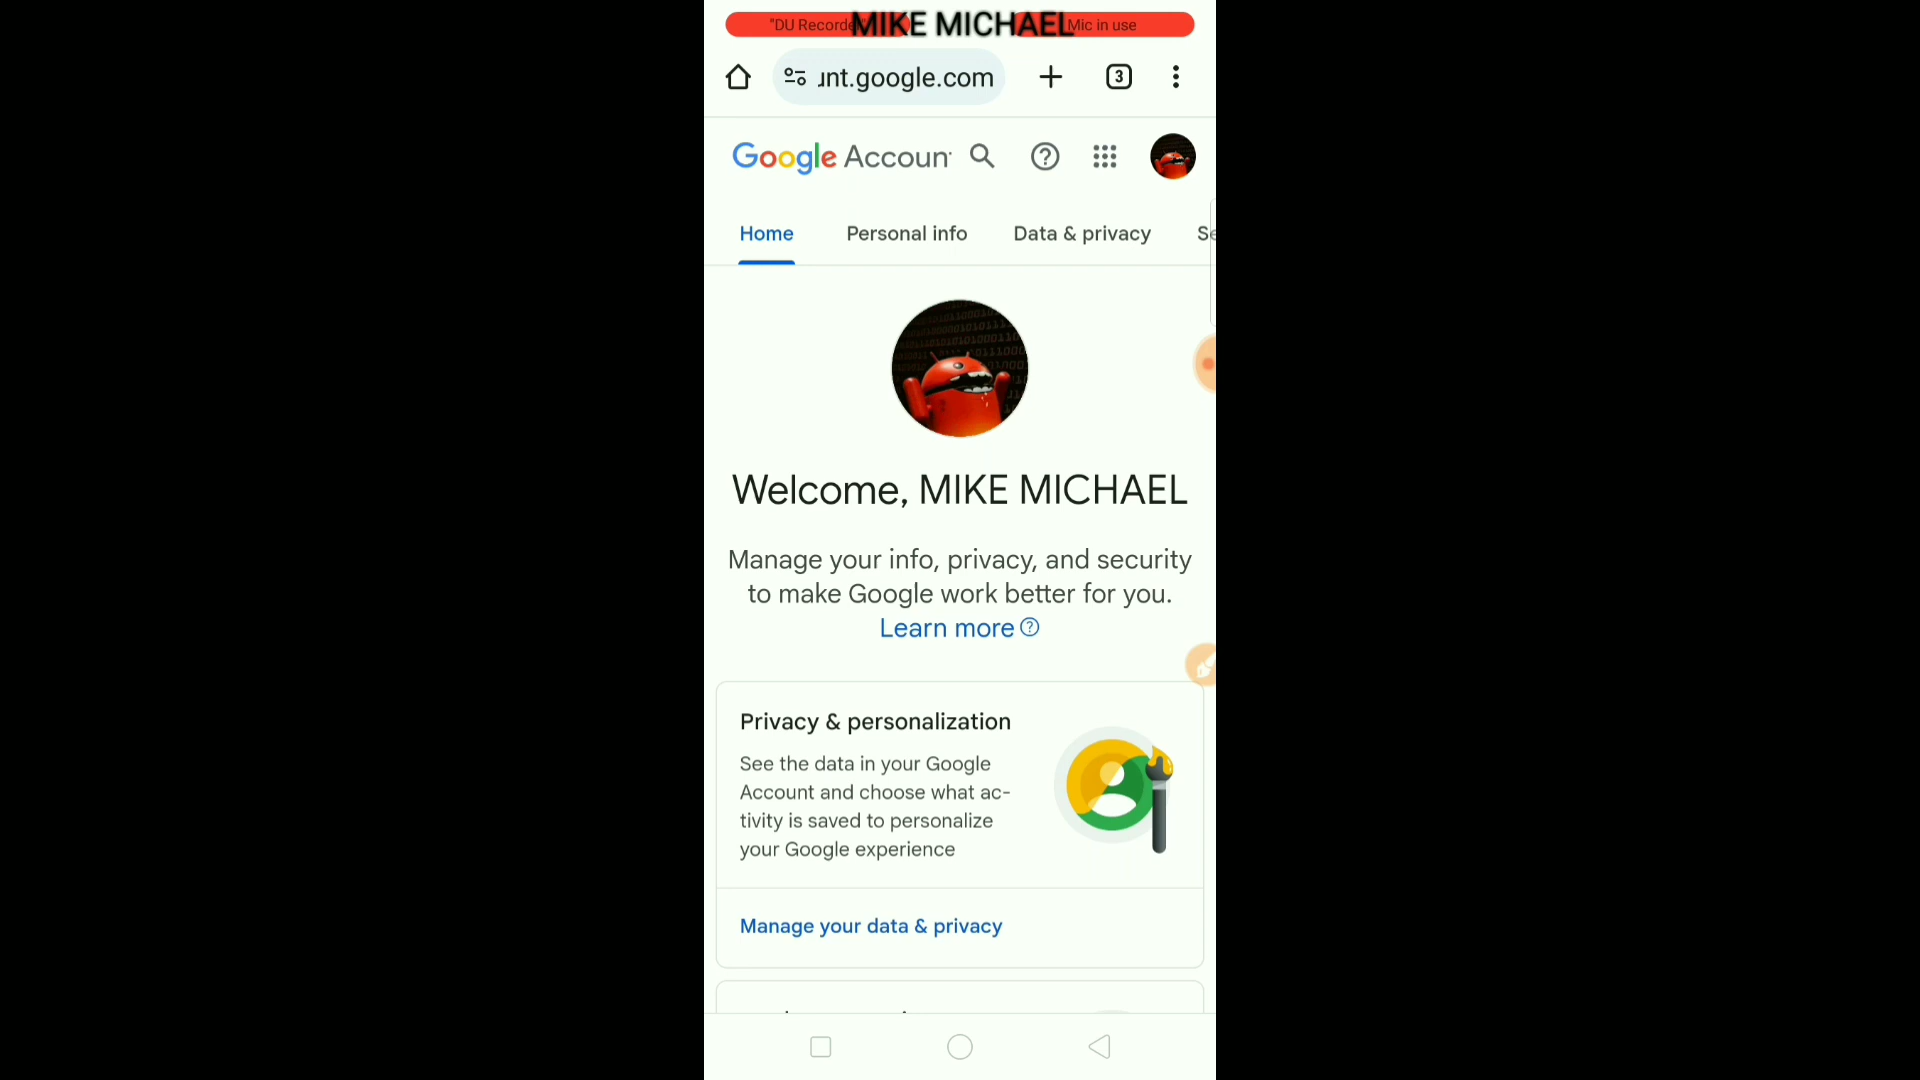 "DU Recorde MIKE MICHAEL Mic in use
unt.google.com
3
Google Accoun
Home Personal info Data & privacy Se
Welcome, MIKE MICHAEL
Manage your info, privacy, and security
to make Google work better for you.
Learn more
Privacy & personalization
See the data in your Google
Account and choose what ac-
tivity is saved to personalize
your Google experience
Manage your data & privacy